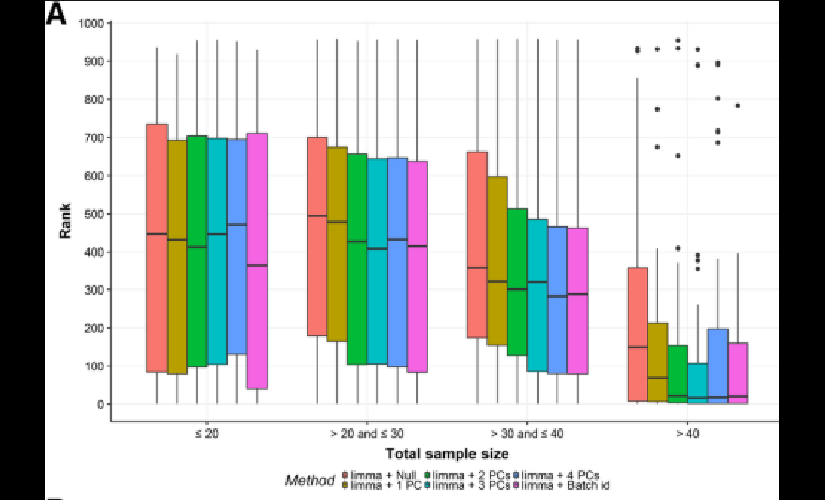 A
1000
900
800
700
600
500
400
300
200
100
0
Rank
≤ 20 > 20 and ≤ 30 > 30 and ≤ 40 > 40
Total sample size
Method limma + Null limma + 2 PCs limma + 4 PCs
limma + 1 PC limma + 3 PCs limma + Batch id